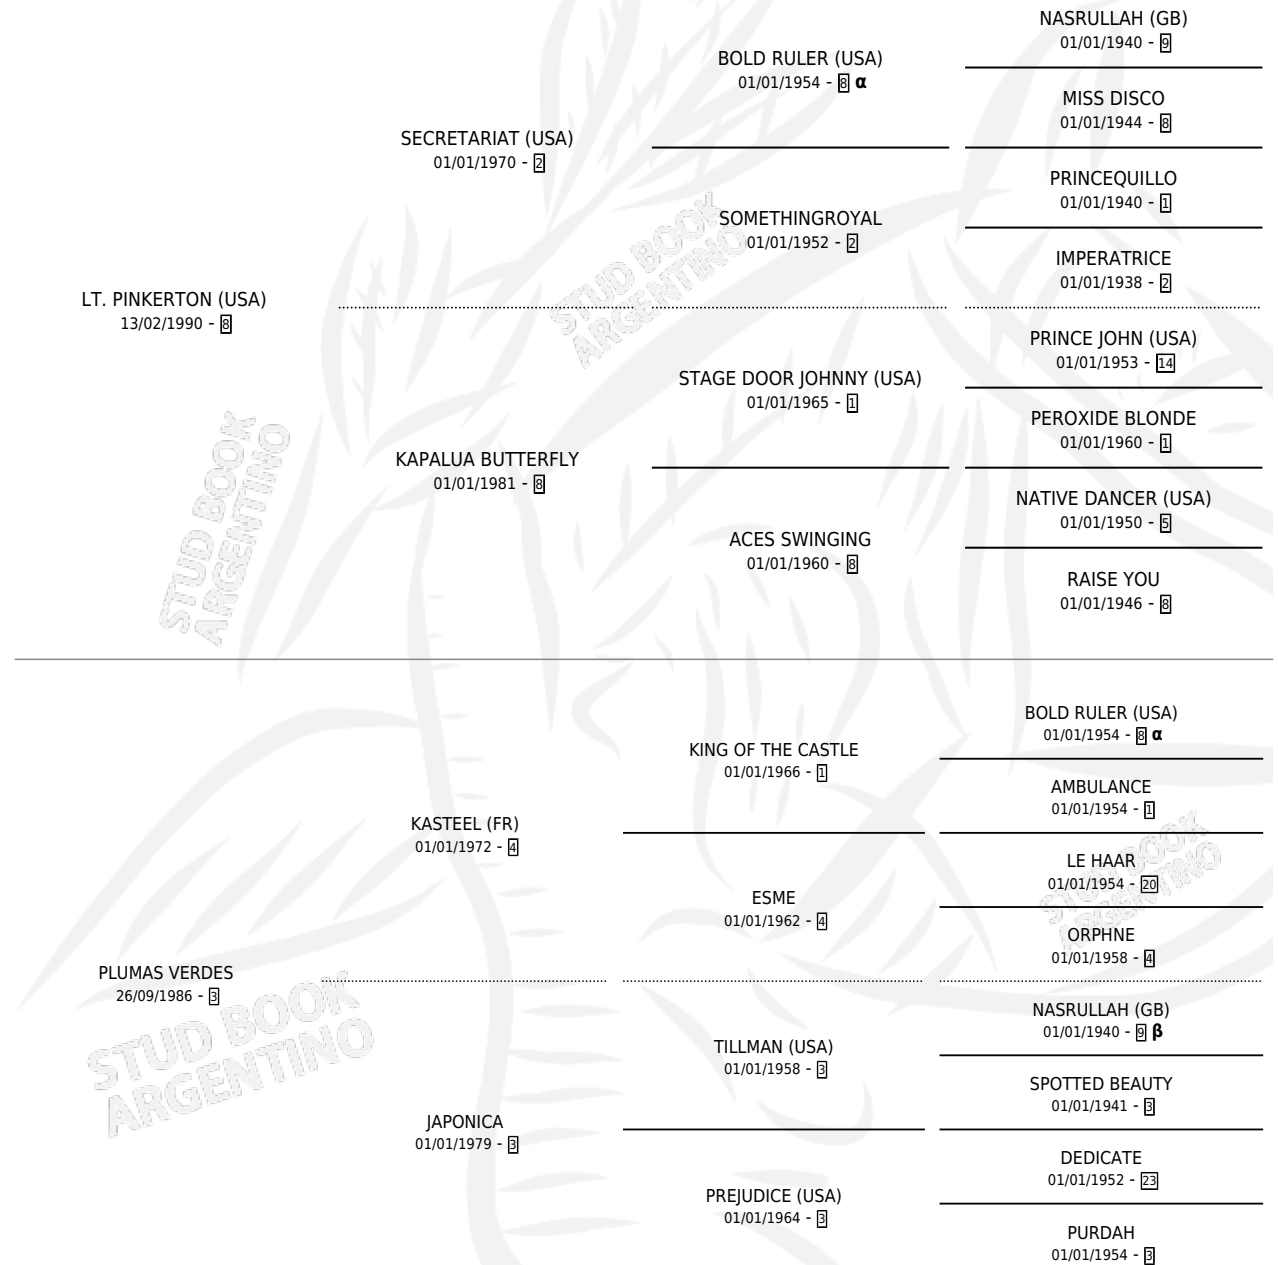 NASRULLAH (GB)
01/01/1940 - 9
BOLD RULER (USA)
01/01/1954 - 8 α
MISS DISCO
01/01/1944 - 8
SECRETARIAT (USA)
01/01/1970 - 2
PRINCEQUILLO
01/01/1940 - 1
SOMETHINGROYAL
01/01/1952 - 2
IMPERATRICE
01/01/1938 - 2
LT. PINKERTON (USA)
13/02/1990 - 8
PRINCE JOHN (USA)
01/01/1953 - 14
STAGE DOOR JOHNNY (USA)
01/01/1965 - 1
PEROXIDE BLONDE
01/01/1960 - 1
KAPALUA BUTTERFLY
01/01/1981 - 8
NATIVE DANCER (USA)
01/01/1950 - 5
ACES SWINGING
01/01/1960 - 8
RAISE YOU
01/01/1946 - 8
BOLD RULER (USA)
01/01/1954 - 8 α
KING OF THE CASTLE
01/01/1966 - 1
AMBULANCE
01/01/1954 - 1
KASTEEL (FR)
01/01/1972 - 4
LE HAAR
01/01/1954 - 20
ESME
01/01/1962 - 4
ORPHNE
01/01/1958 - 4
PLUMAS VERDES
26/09/1986 - 3
NASRULLAH (GB)
01/01/1940 - 9 β
TILLMAN (USA)
01/01/1958 - 3
SPOTTED BEAUTY
01/01/1941 - 3
JAPONICA
01/01/1979 - 3
DEDICATE
01/01/1952 - 23
PREJUDICE (USA)
01/01/1964 - 3
PURDAH
01/01/1954 - 3
STUD BOOK
ARGENTINO
STUD BOOK
ARGENTINO
STUD BOOK
ARGENTINO
STUD BOOK
ARGENTINO